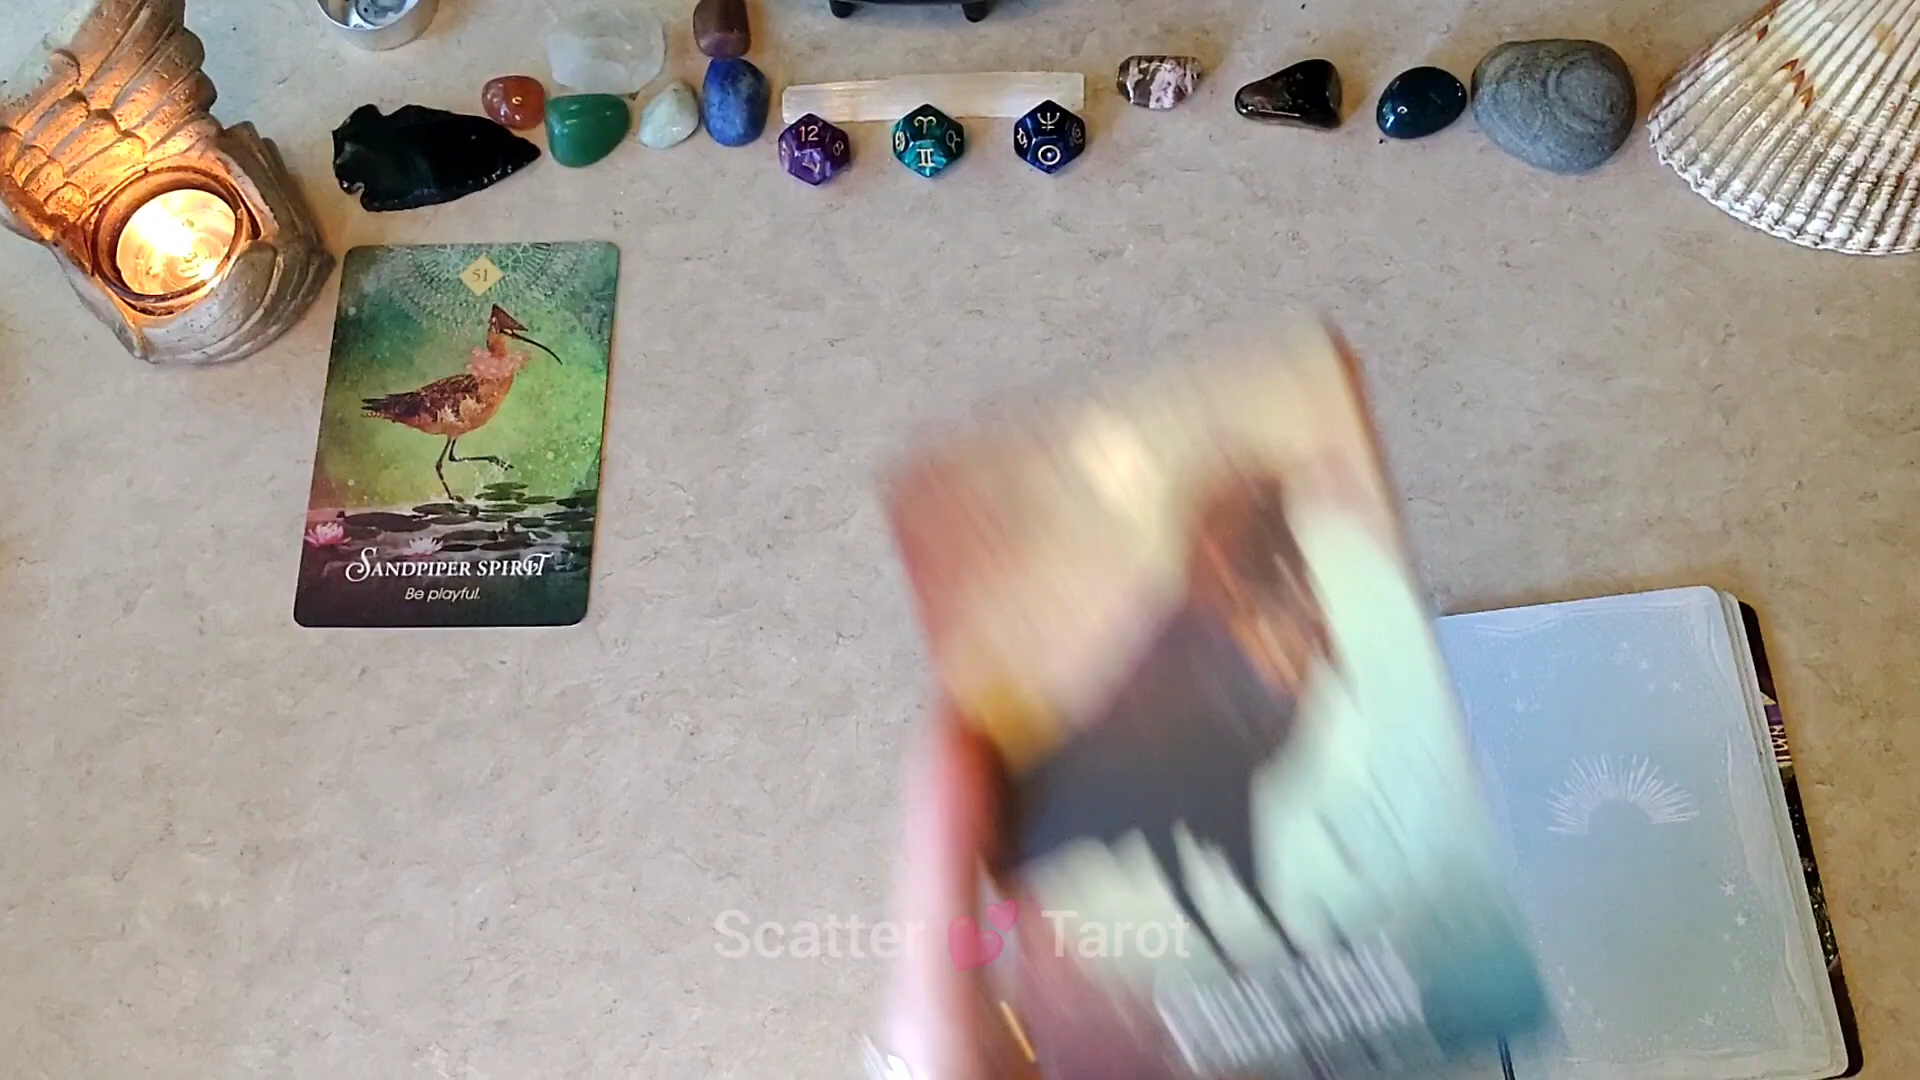 12
51
SANDPIPER SPIRIT
Be playful.
Scatter 💕 Tarot